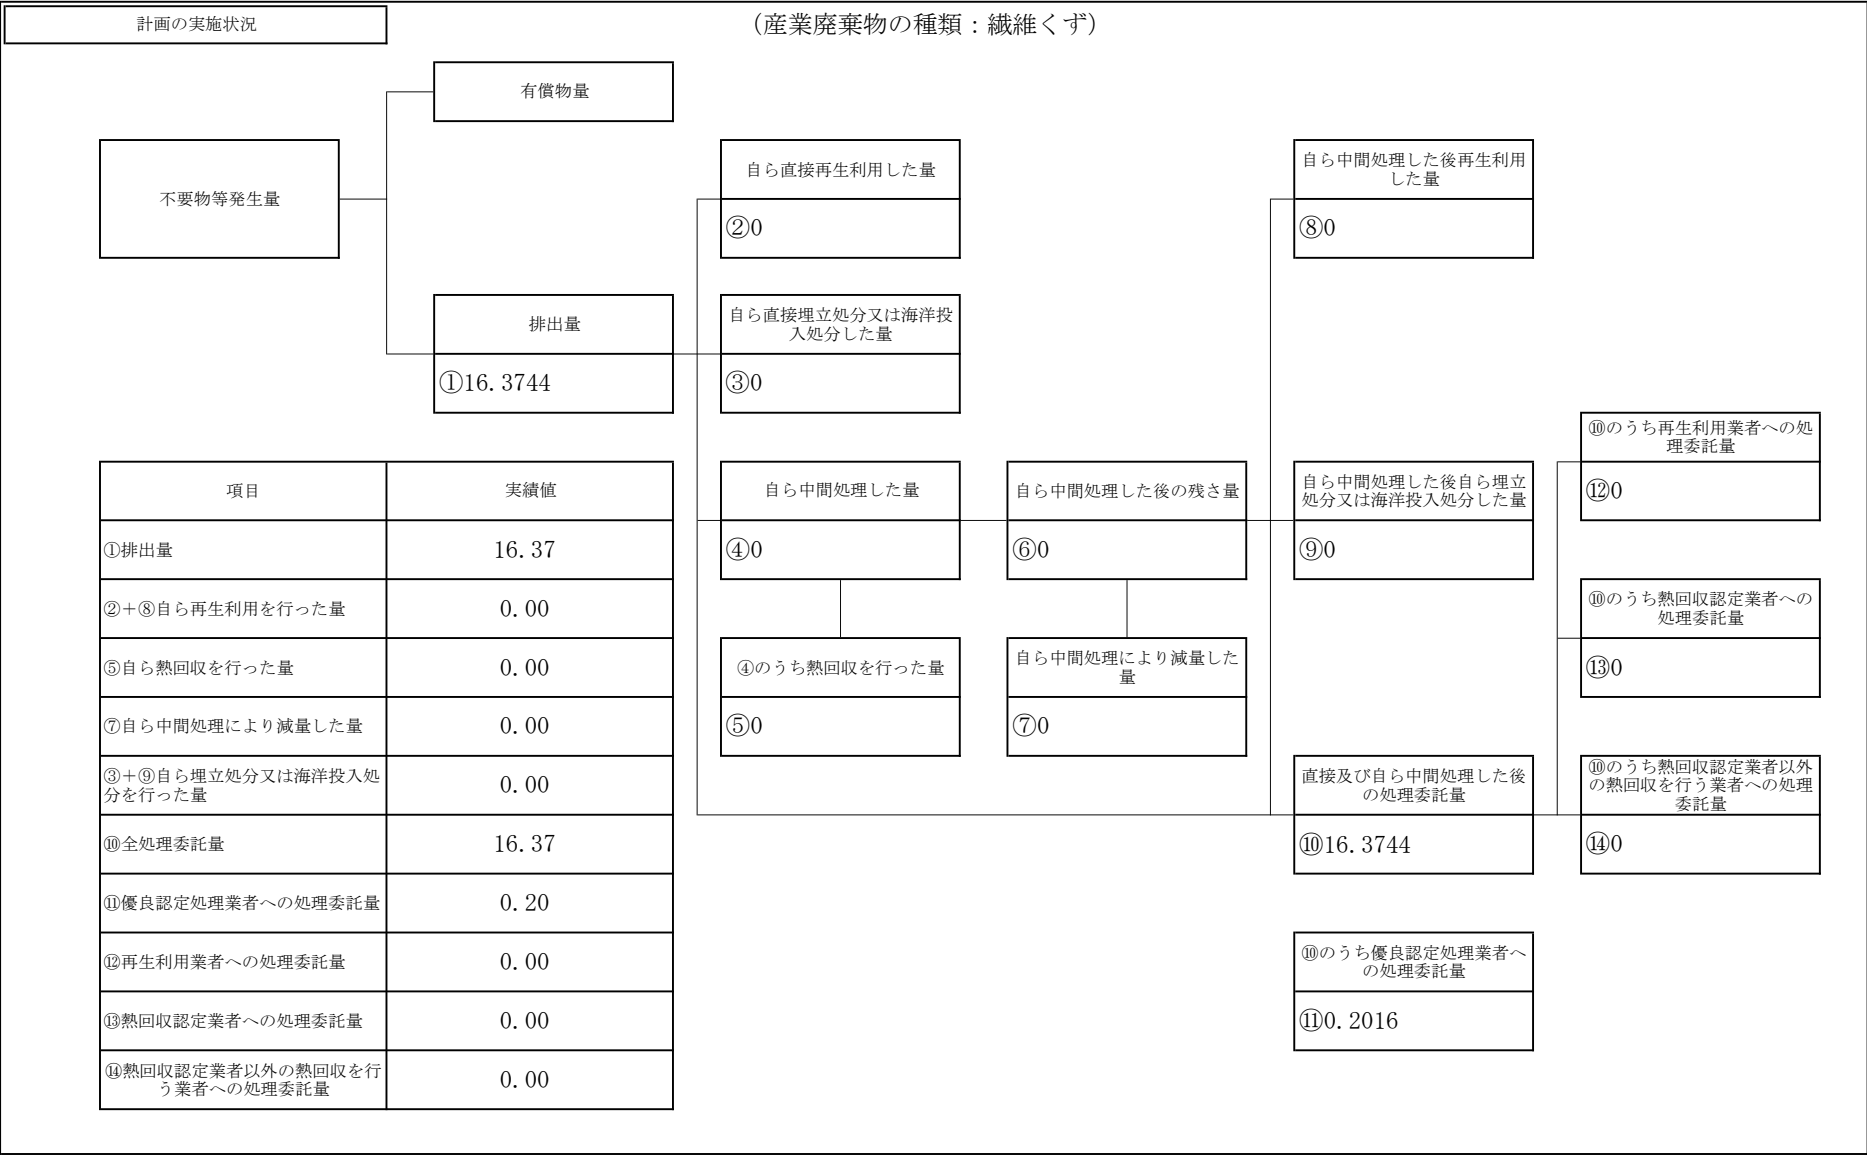 計画の実施状況
（産業廃棄物の種類：繊維くず）
有償物量
不要物等発生量
自ら直接再生利用した量
②0
自ら中間処理した後再生利用
した量
⑧0
排出量
①16.3744
自ら直接埋立処分又は海洋投
入処分した量
③0
項目
実績値
①排出量
16.37
②＋⑧自ら再生利用を行った量
0.00
⑤自ら熱回収を行った量
0.00
⑦自ら中間処理により減量した量
0.00
③＋⑨自ら埋立処分又は海洋投入処
分を行った量
0.00
⑩全処理委託量
16.37
⑪優良認定処理業者への処理委託量
0.20
⑫再生利用業者への処理委託量
0.00
⑬熱回収認定業者への処理委託量
0.00
⑭熱回収認定業者以外の熱回収を行
う業者への処理委託量
0.00
自ら中間処理した量
④0
④のうち熱回収を行った量
⑤0
自ら中間処理した後の残さ量
⑥0
自ら中間処理により減量した
量
⑦0
自ら中間処理した後自ら埋立
処分又は海洋投入処分した量
⑨0
直接及び自ら中間処理した後
の処理委託量
⑩16.3744
⑩のうち優良認定処理業者へ
の処理委託量
⑪0.2016
⑩のうち再生利用業者への処
理委託量
⑫0
⑩のうち熱回収認定業者への
処理委託量
⑬0
⑩のうち熱回収認定業者以外
の熱回収を行う業者への処理
委託量
⑭0